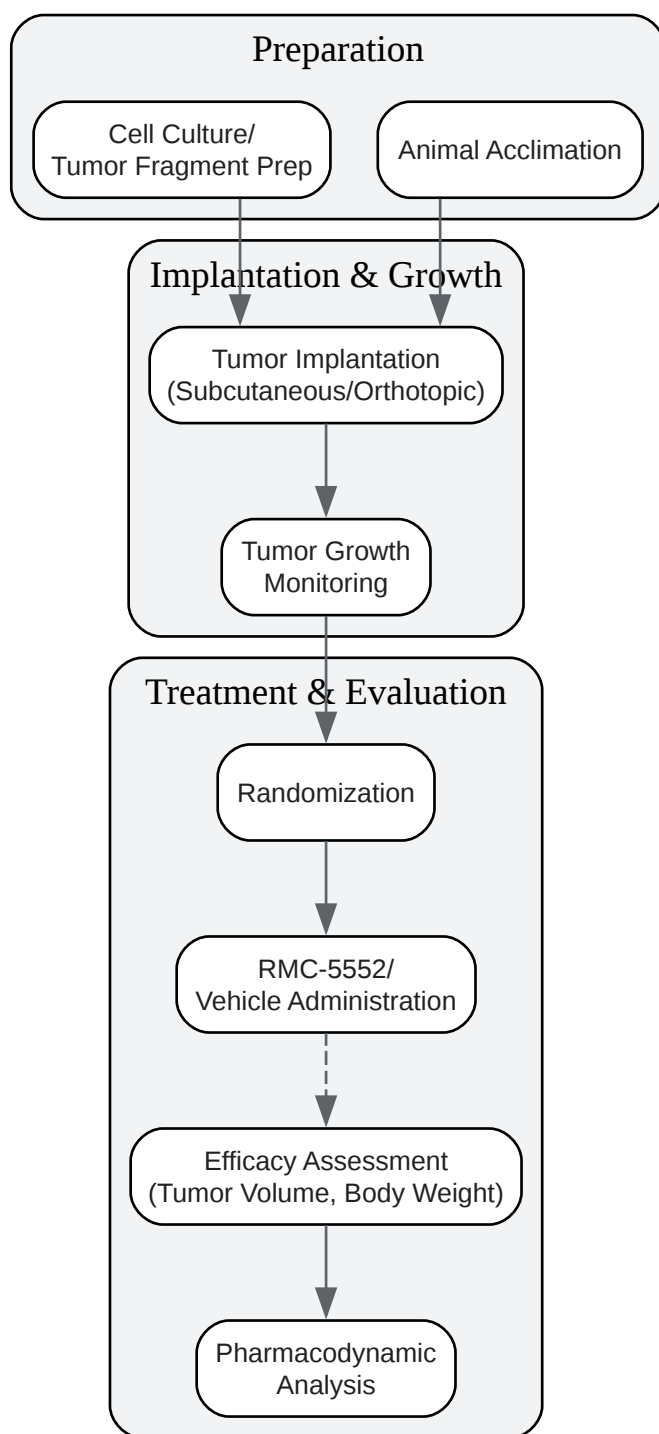 Preparation
Cell Culture/
Tumor Fragment Prep
Animal Acclimation
Implantation & Growth
Tumor Implantation
(Subcutaneous/Orthotopic)
Tumor Growth
Monitoring
Treatment & Evaluation
Randomization
RMC-5552/
Vehicle Administration
Efficacy Assessment
(Tumor Volume, Body Weight)
Pharmacodynamic
Analysis